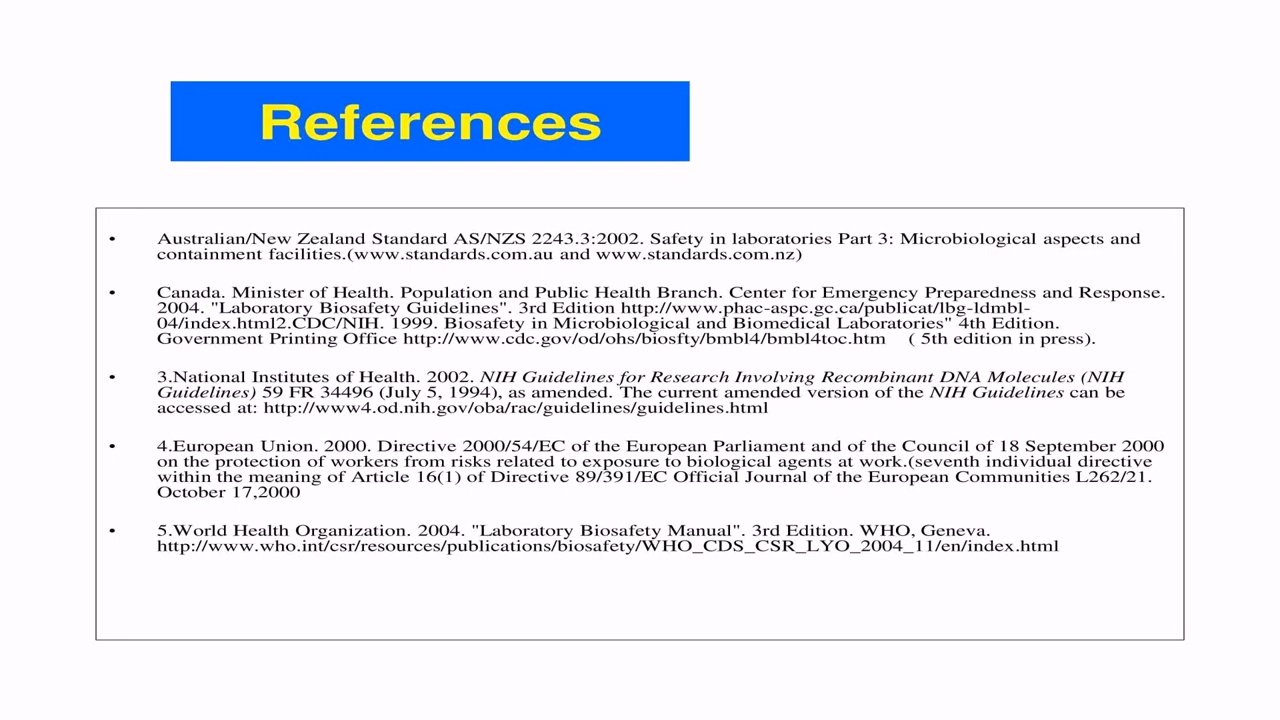 References
• Australian/New Zealand Standard AS/NZS 2243.3:2002. Safety in laboratories Part 3: Microbiological aspects and
containment facilities.(www.standards.com.au and www.standards.com.nz)
• Canada. Minister of Health. Population and Public Health Branch. Center for Emergency Preparedness and Response.
2004. "Laboratory Biosafety Guidelines". 3rd Edition http://www.phac-aspc.gc.ca/publicat/lbg-ldmbl-
04/index.html2.CDC/NIH. 1999. Biosafety in Microbiological and Biomedical Laboratories" 4th Edition.
Government Printing Office http://www.cdc.gov/od/ohs/biosfty/bmbl4/bmbl4toc.htm ( 5th edition in press).
• 3.National Institutes of Health. 2002. NIH Guidelines for Research Involving Recombinant DNA Molecules (NIH
Guidelines) 59 FR 34496 (July 5, 1994), as amended. The current amended version of the NIH Guidelines can be
accessed at: http://www4.od.nih.gov/oba/rac/guidelines/guidelines.html
• 4.European Union. 2000. Directive 2000/54/EC of the European Parliament and of the Council of 18 September 2000
on the protection of workers from risks related to exposure to biological agents at work.(seventh individual directive
within the meaning of Article 16(1) of Directive 89/391/EC Official Journal of the European Communities L262/21.
October 17,2000
• 5.World Health Organization. 2004. "Laboratory Biosafety Manual". 3rd Edition. WHO, Geneva.
http://www.who.int/csr/resources/publications/biosafety/WHO_CDS_CSR_LYO_2004_11/en/index.html